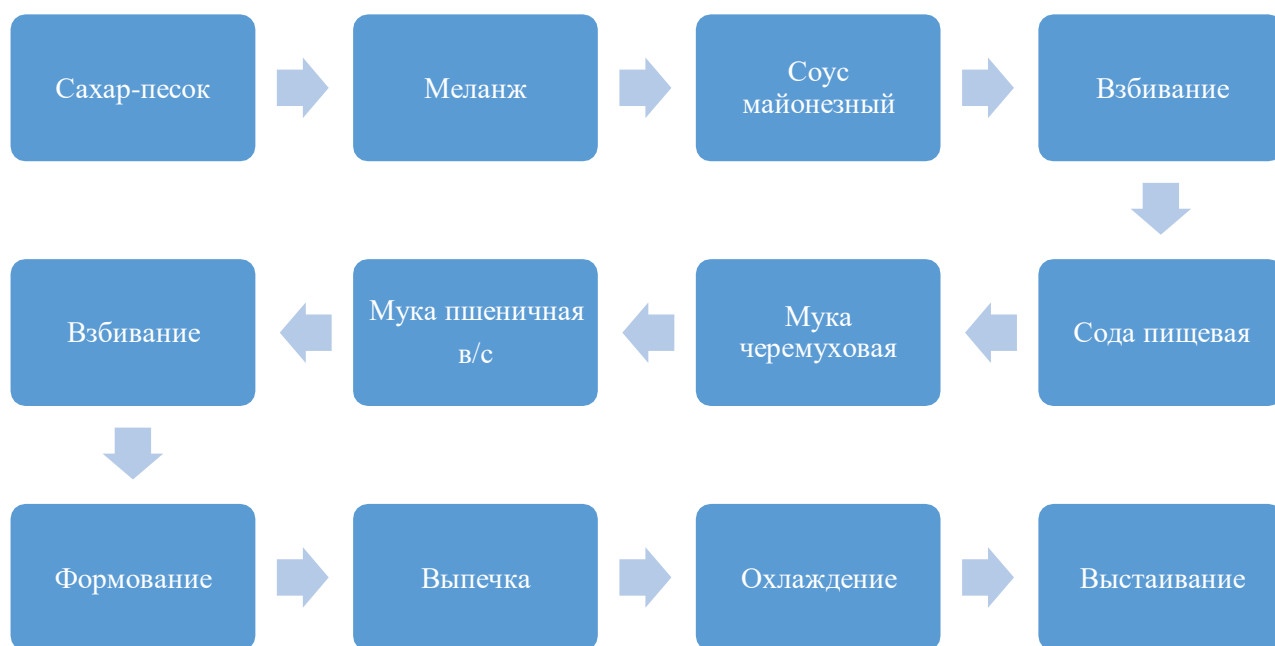 Сахар-песок
Меланж
Соус
майонезный
Взбивание
Сода пищевая
Мука
черемуховая
Мука пшеничная
в/с
Взбивание
Формование
Выпечка
Охлаждение
Выстаивание